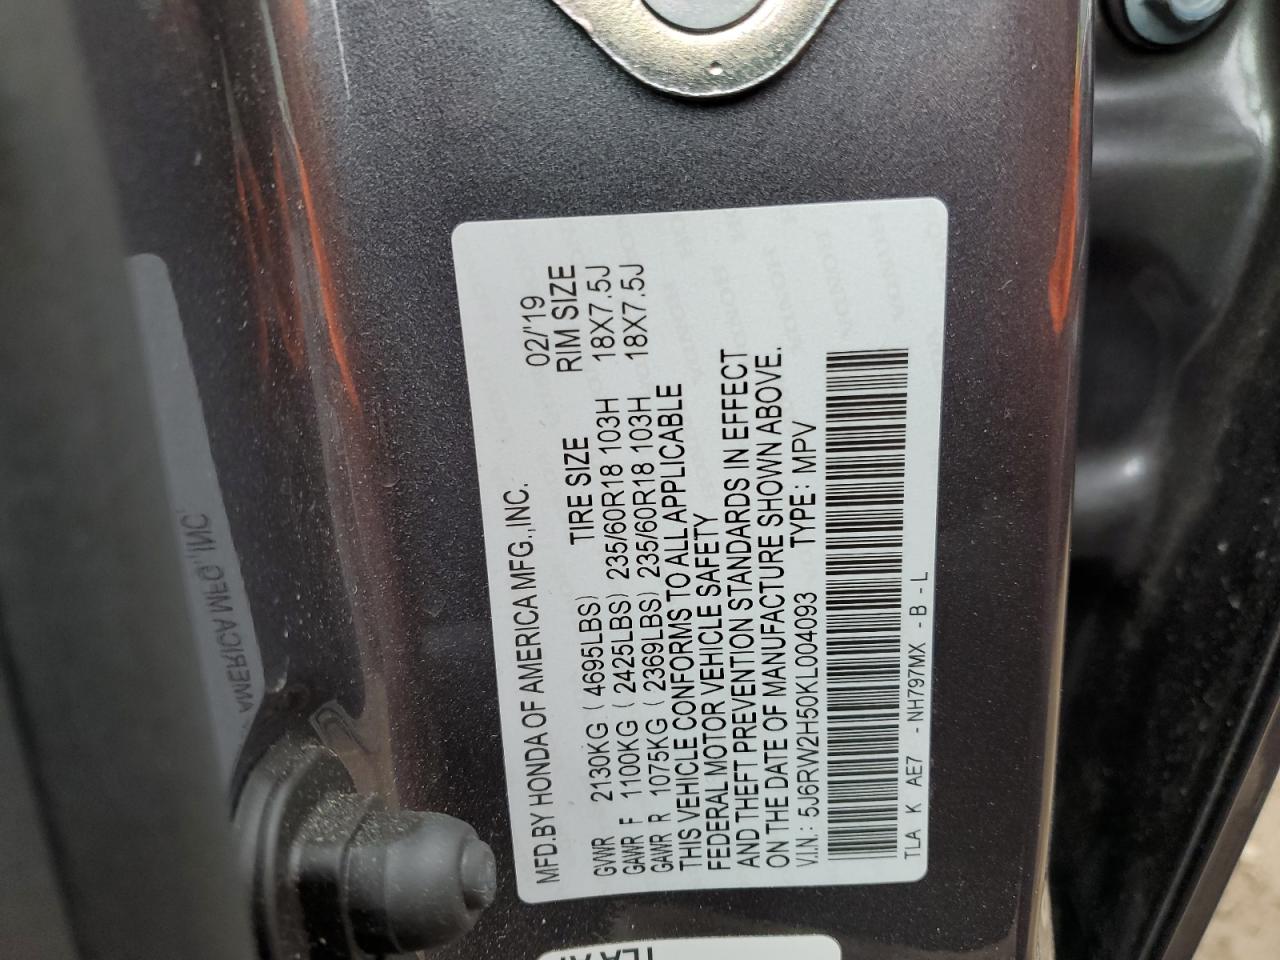 MFD.BY HONDA OF AMERICA MFG.,INC. 02/'19
TIRE SIZE RIM SIZE
GVWR 2130KG ( 4695LBS)
GAWR F 1100KG ( 2425LBS) 235/60R18 103H 18X7.5J
GAWR R 1075KG ( 2369LBS) 235/60R18 103H 18X7.5J
THIS VEHICLE CONFORMS TO ALL APPLICABLE
FEDERAL MOTOR VEHICLE SAFETY
AND THEFT PREVENTION STANDARDS IN EFFECT
ON THE DATE OF MANUFACTURE SHOWN ABOVE.
V.I.N.: 5J6RW2H50KL004093 TYPE: MPV
TLA K AE7 -NH797MX -B-L
AMERICA MFG.,INC.